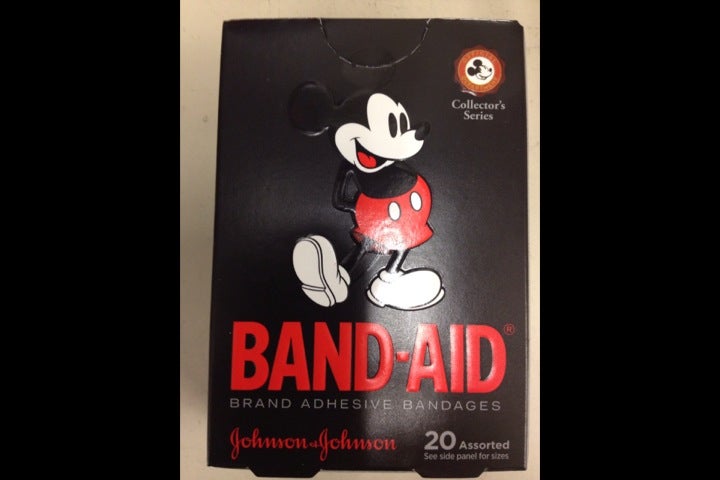 Collector's
Series
BAND-AID®
BRAND ADHESIVE BANDAGES
Johnson & Johnson
20 Assorted
See side panel for sizes